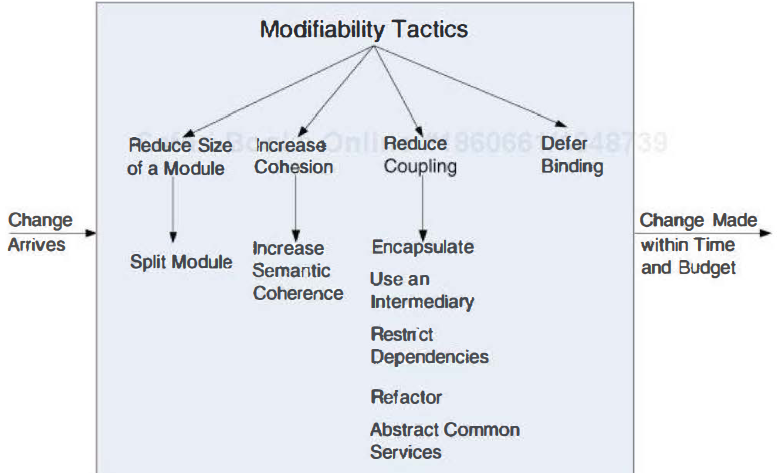 Modifiability Tactics
Reduce Size
of a Module
Increase
Cohesion
Reduce
Coupling
Defer
Binding
Change
Arrives
Split Module
Increase
Semantic
Coherence
Encapsulate
Use an
Intermediary
Restrict
Dependencies
Refactor
Abstract Common
Services
Change Made
within Time
and Budget